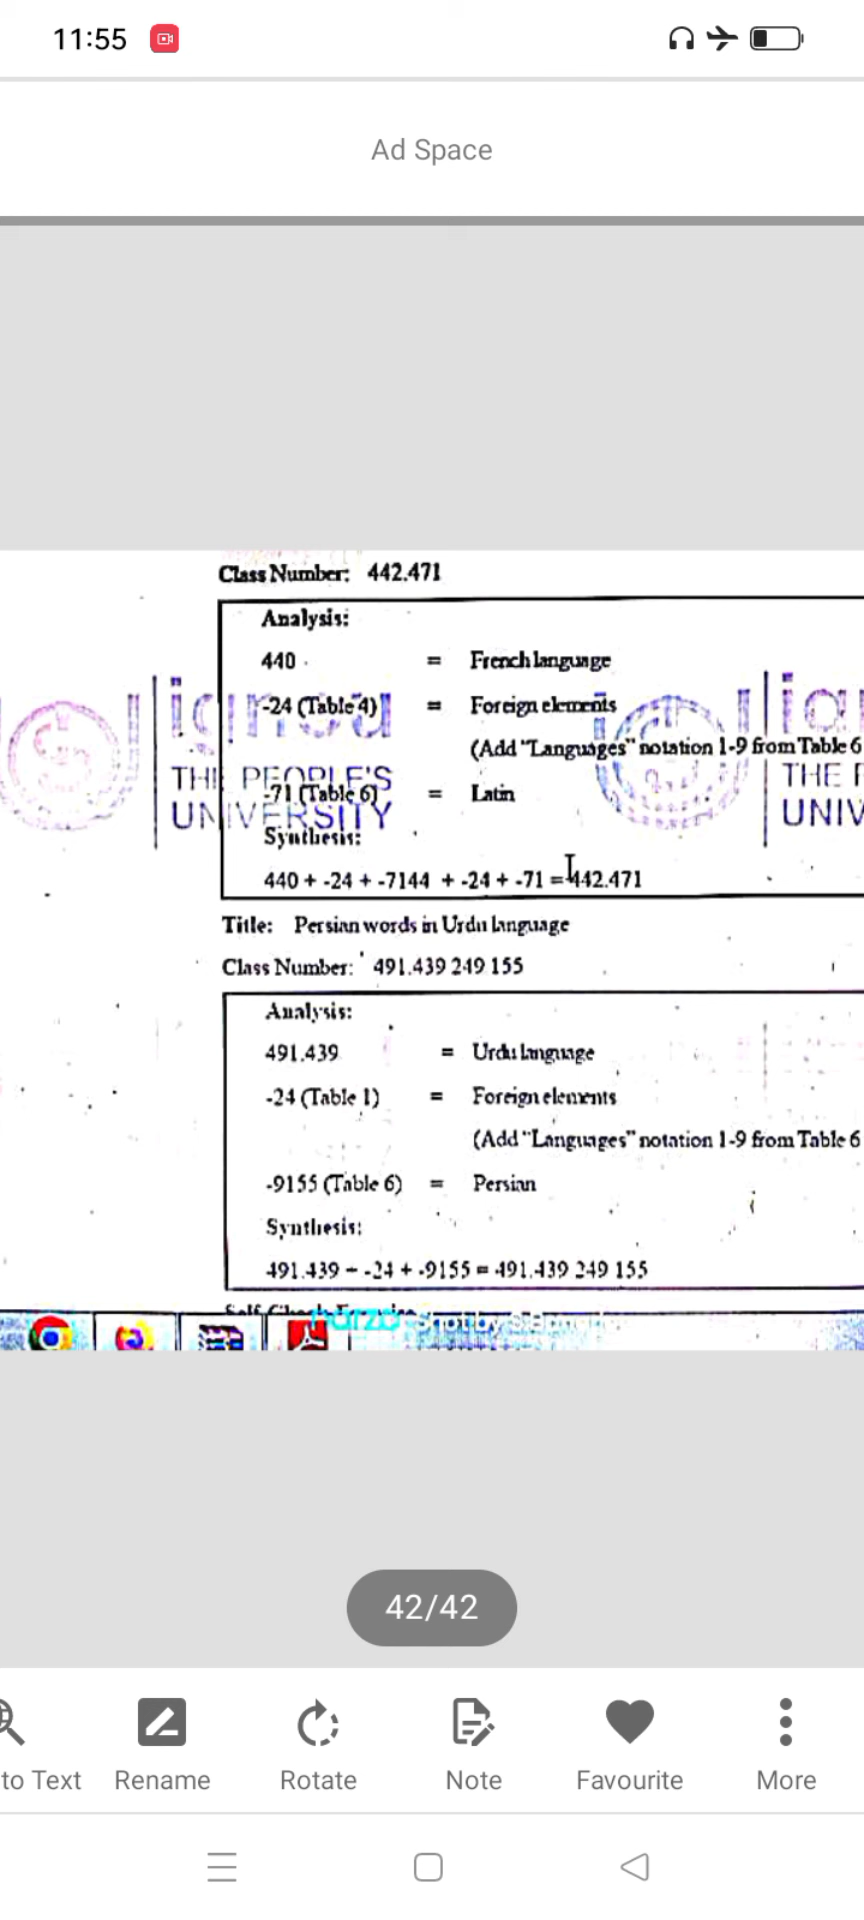 11:55
Ad Space
Class Number: 442.471
Analysis:
440 = French language
-24 (Table 4) = Foreign elements
(Add "Languages" notation 1-9 from Table 6
-71 (Table 6) = Latin
Synthesis:
440 + -24 + -7144 + -24 + -71 = 442.471
Title: Persian words in Urdu language
Class Number: 491.439 249 155
Analysis:
491.439 = Urdu language
-24 (Table 1) = Foreign elements
(Add "Languages" notation 1-9 from Table 6
-9155 (Table 6) = Persian
Synthesis:
491.439 - -24 + -9155 = 491.439 249 155
ignou
THE PEOPLE'S
UNIVERSITY
THE
UNIV
Shot by
42/42
to Text
Rename
Rotate
Note
Favourite
More